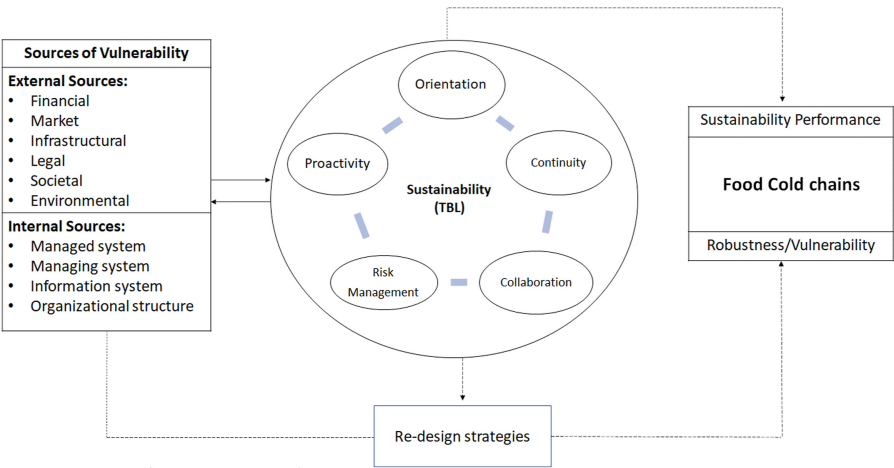 Sources of Vulnerability
External Sources:
• Financial
• Market
• Infrastructural
• Legal
• Societal
• Environmental
Internal Sources:
• Managed system
• Managing system
• Information system
• Organizational structure
Orientation
Proactivity
Continuity
Sustainability
(TBL)
Risk
Management
Collaboration
Sustainability Performance
Food Cold chains
Robustness/Vulnerability
Re-design strategies